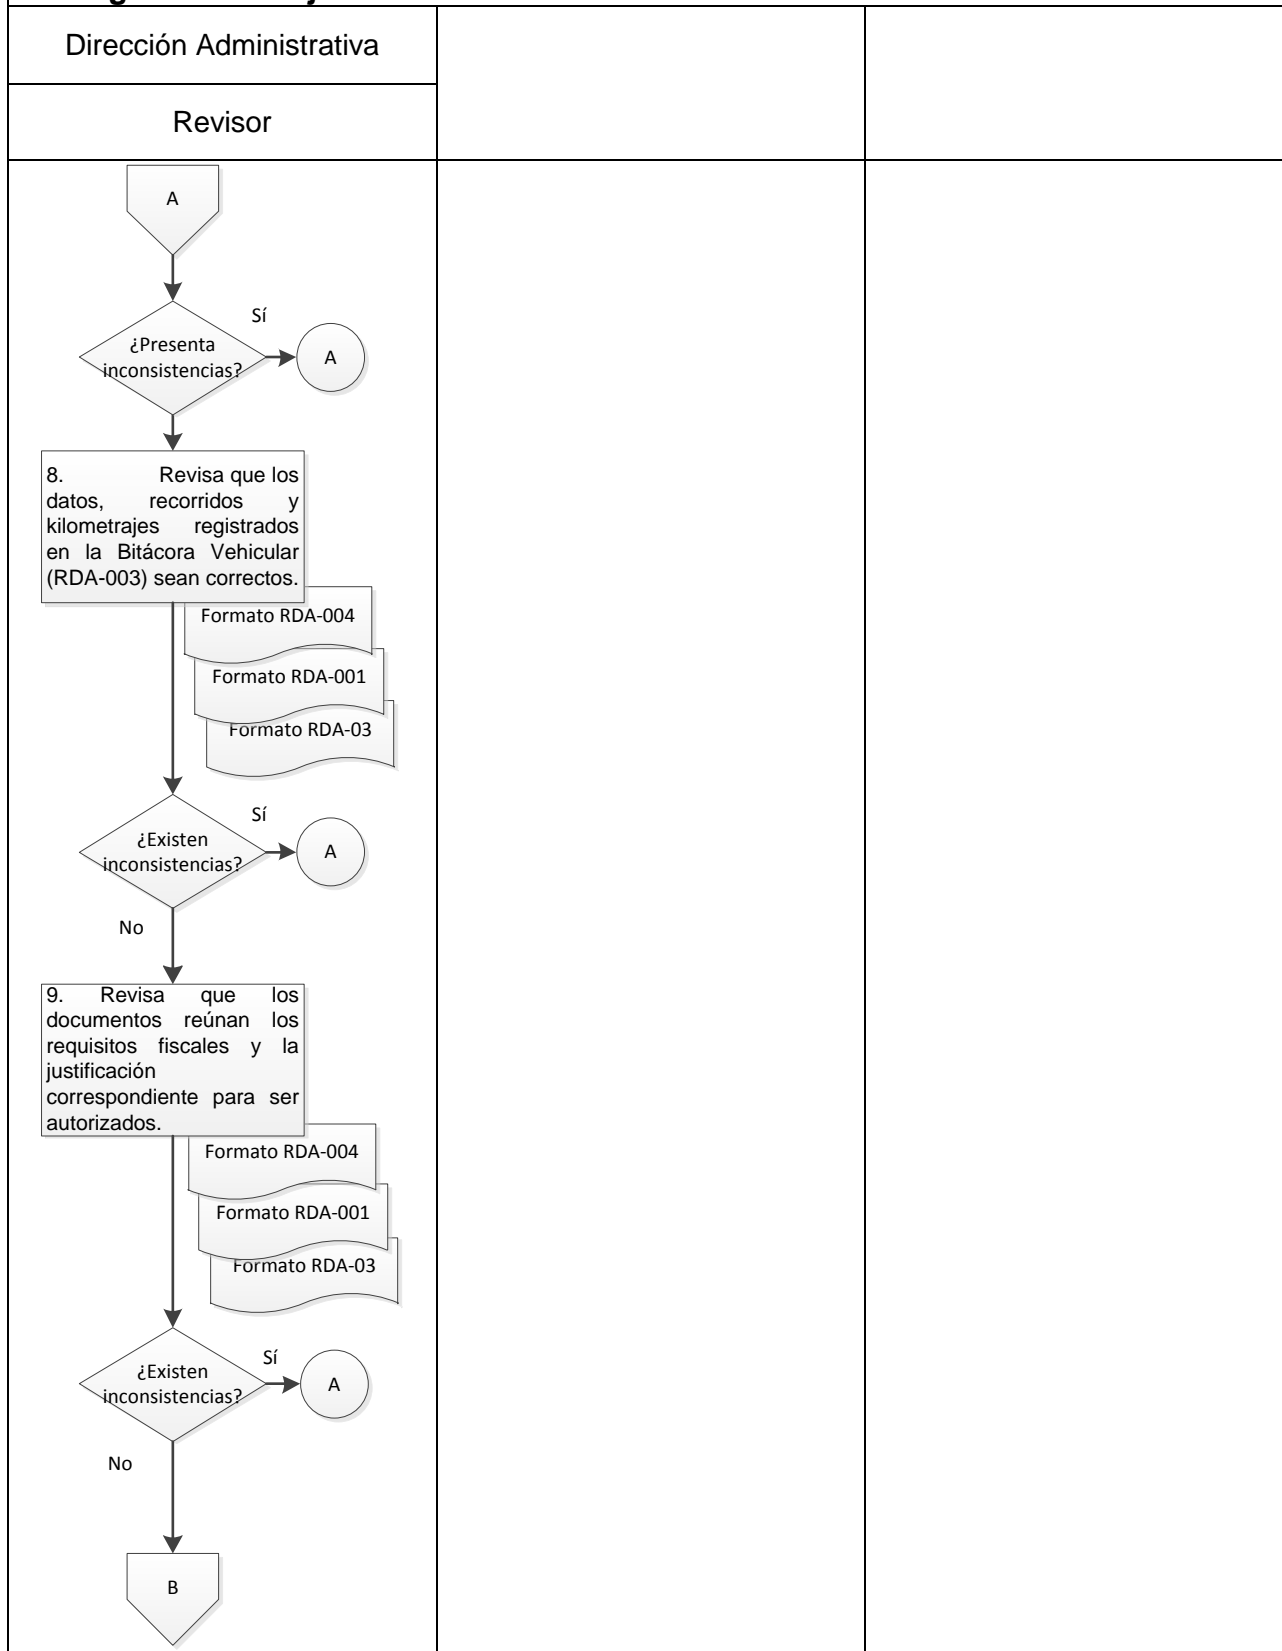 Dirección Administrativa
Revisor
A
Sí
¿Presenta
inconsistencias?
A
8. Revisa que los
datos, recorridos y
kilometrajes registrados
en la Bitácora Vehicular
(RDA-003) sean correctos.
Formato RDA-004
Formato RDA-001
Formato RDA-03
Sí
¿Existen
inconsistencias?
A
No
9. Revisa que los
documentos reúnan los
requisitos fiscales y la
justificación
correspondiente para ser
autorizados.
Formato RDA-004
Formato RDA-001
Formato RDA-03
Sí
¿Existen
inconsistencias?
A
No
B